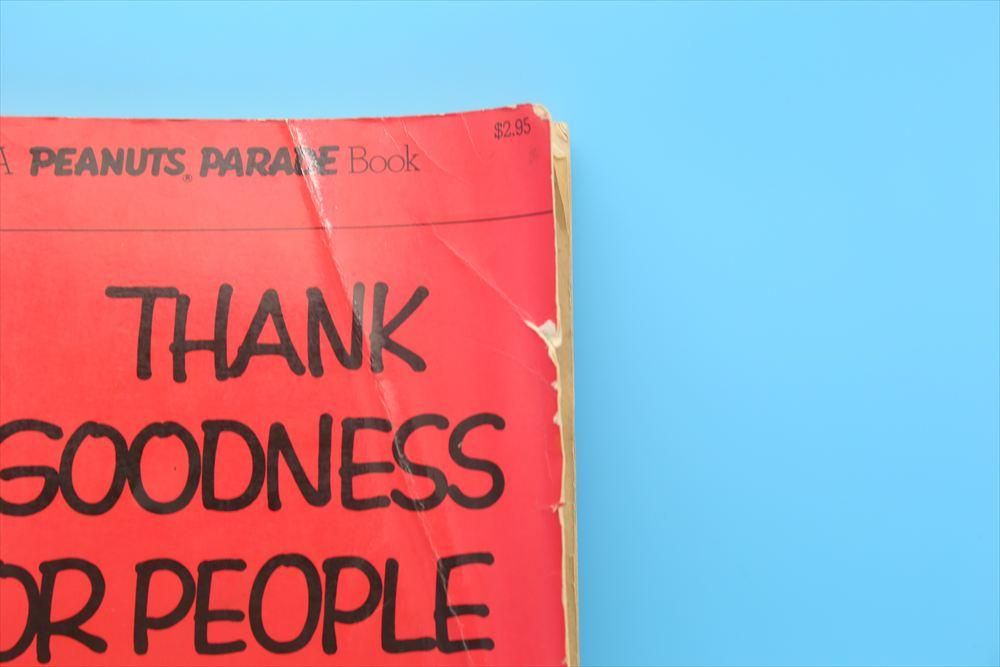 $2.95
A PEANUTS® PARADE Book
THANK
GOODNESS
OR PEOPLE